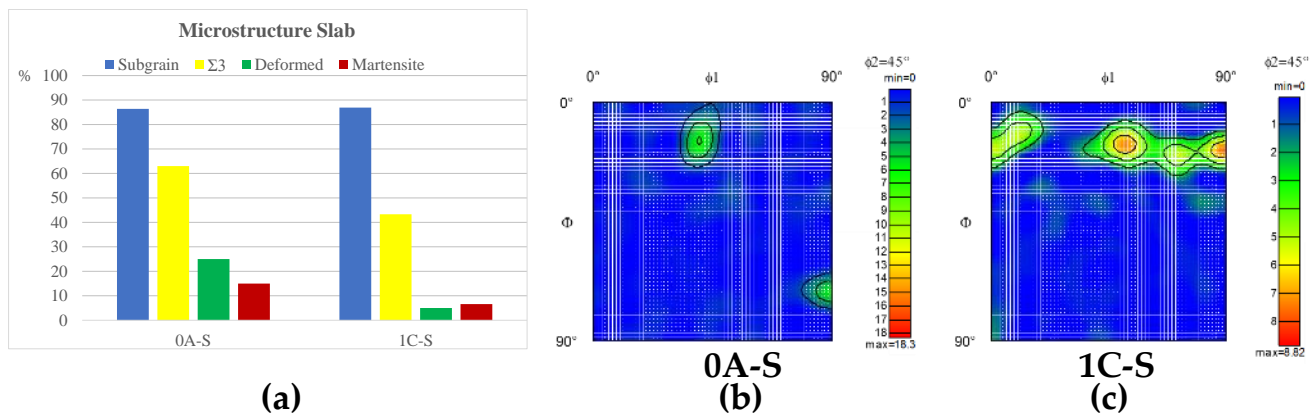 Microstructure Slab
Subgrain Σ3 Deformed Martensite
%
100
90
80
70
60
50
40
30
20
10
0
0A-S 1C-S
(a)
ϕ2=45°
0° ϕ1 90°
min=0
0°
Φ
90°
1
2
3
4
5
6
7
8
9
10
11
12
13
14
15
16
17
18
max=18.3
0A-S
(b)
ϕ2=45°
0° ϕ1 90°
min=0
0°
Φ
90°
1
2
3
4
5
6
7
8
max=8.82
1C-S
(c)